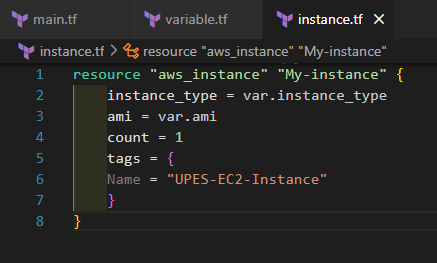 main.tf
variable.tf
instance.tf
instance.tf > resource "aws_instance" "My-instance"
1 resource "aws_instance" "My-instance" {
2 instance_type = var.instance_type
3 ami = var.ami
4 count = 1
5 tags = {
6 Name = "UPES-EC2-Instance"
7 }
8 }